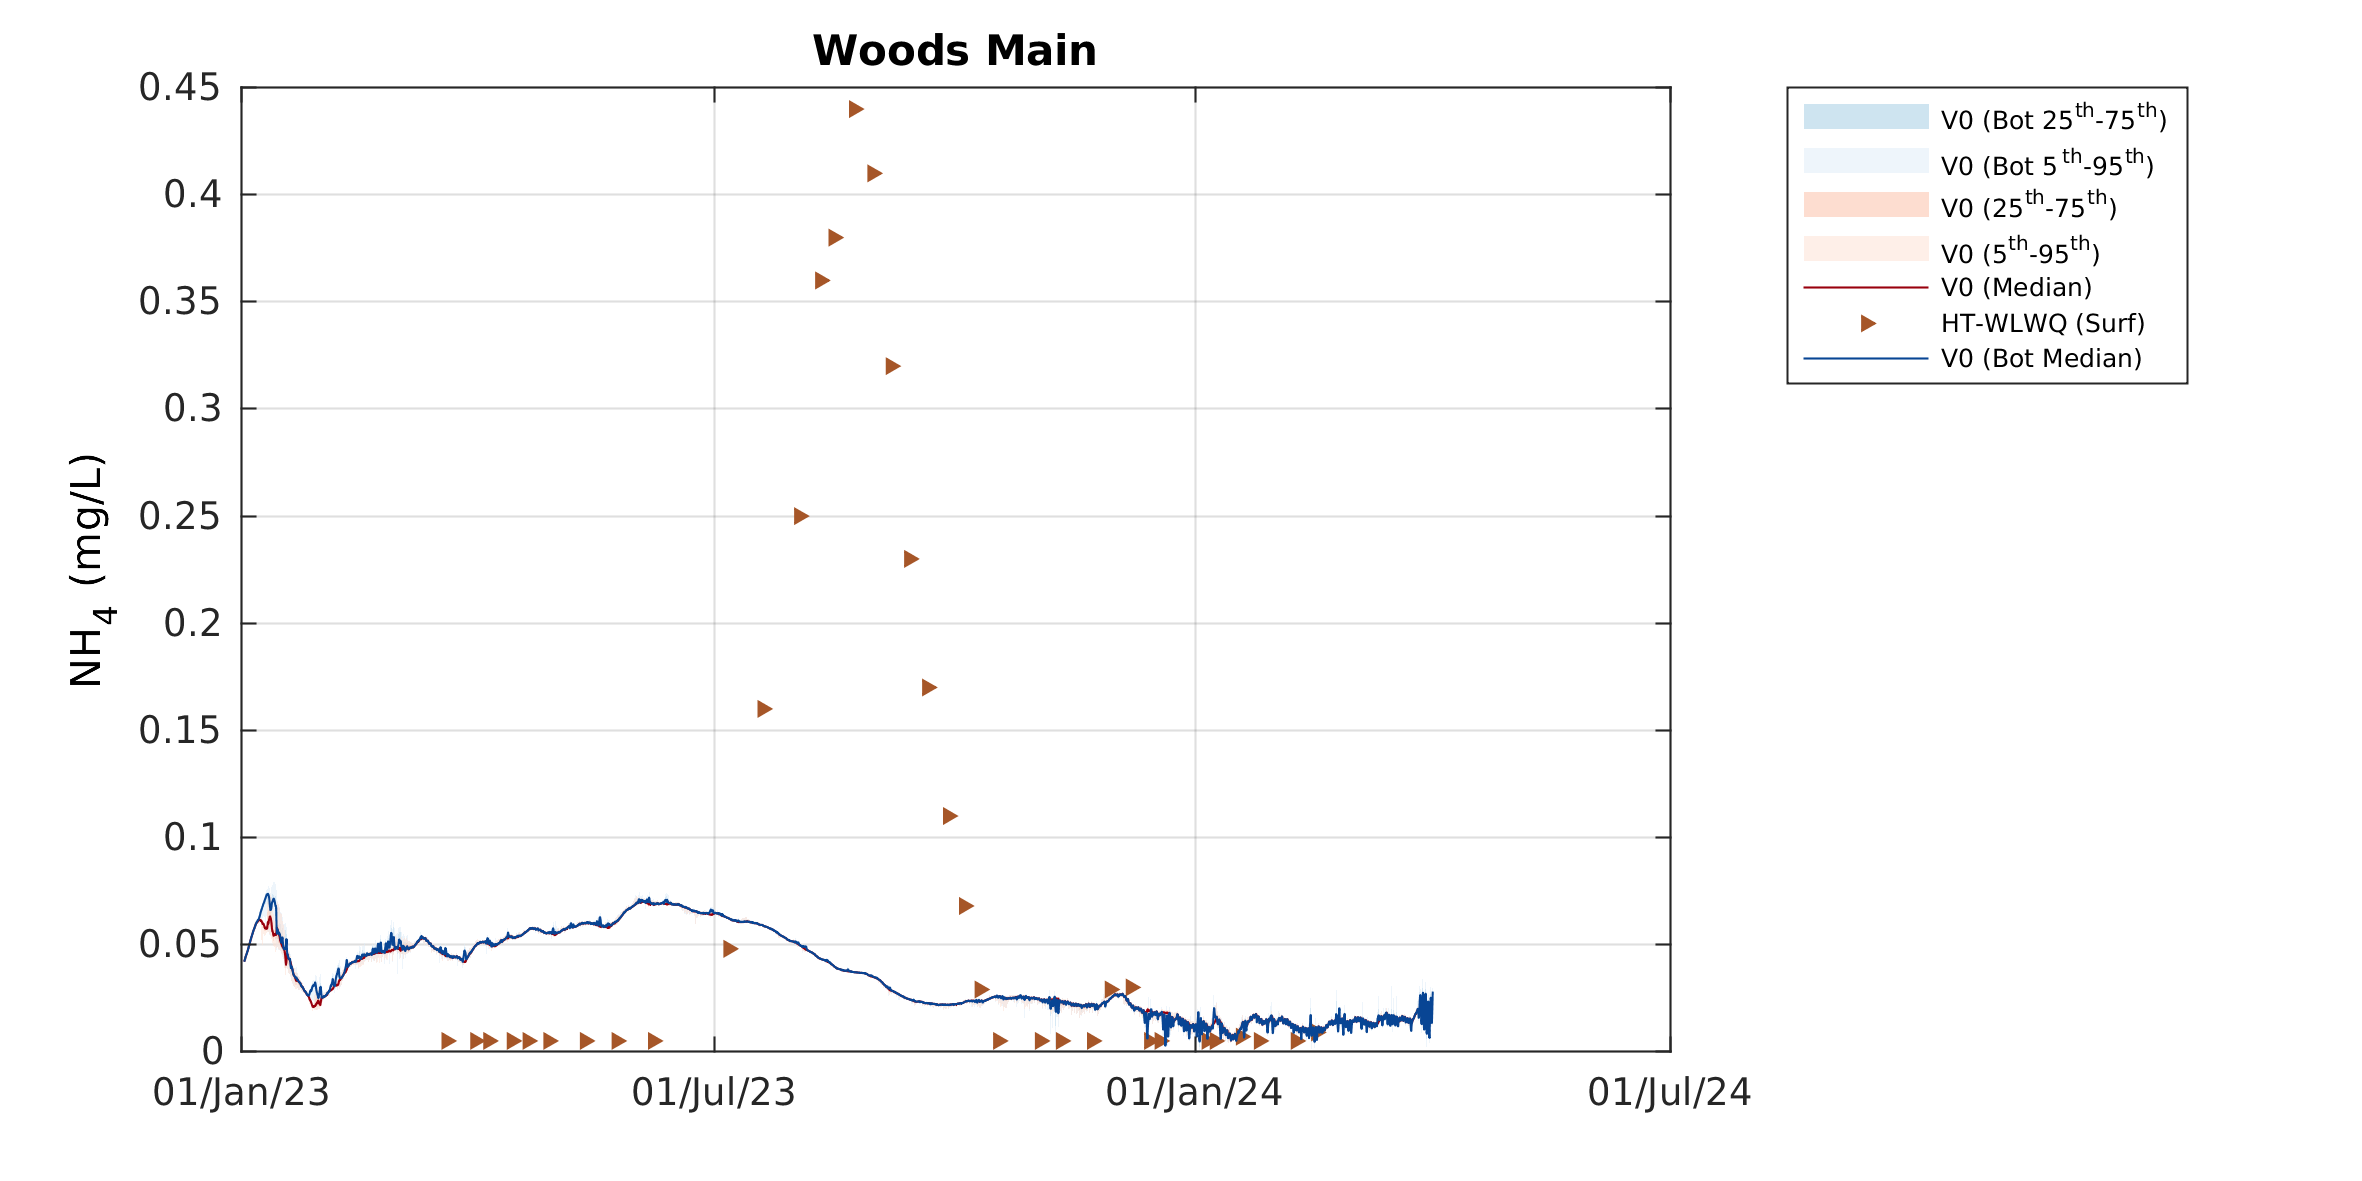 Woods Main
0.45
0.4
0.35
0.3
0.25
0.2
0.15
0.1
0.05
0
NH4 (mg/L)
01/Jan/23
01/Jul/23
01/Jan/24
01/Jul/24
V0 (Bot 25th-75th)
V0 (Bot 5th-95th)
V0 (25th-75th)
V0 (5th-95th)
V0 (Median)
HT-WLWQ (Surf)
V0 (Bot Median)